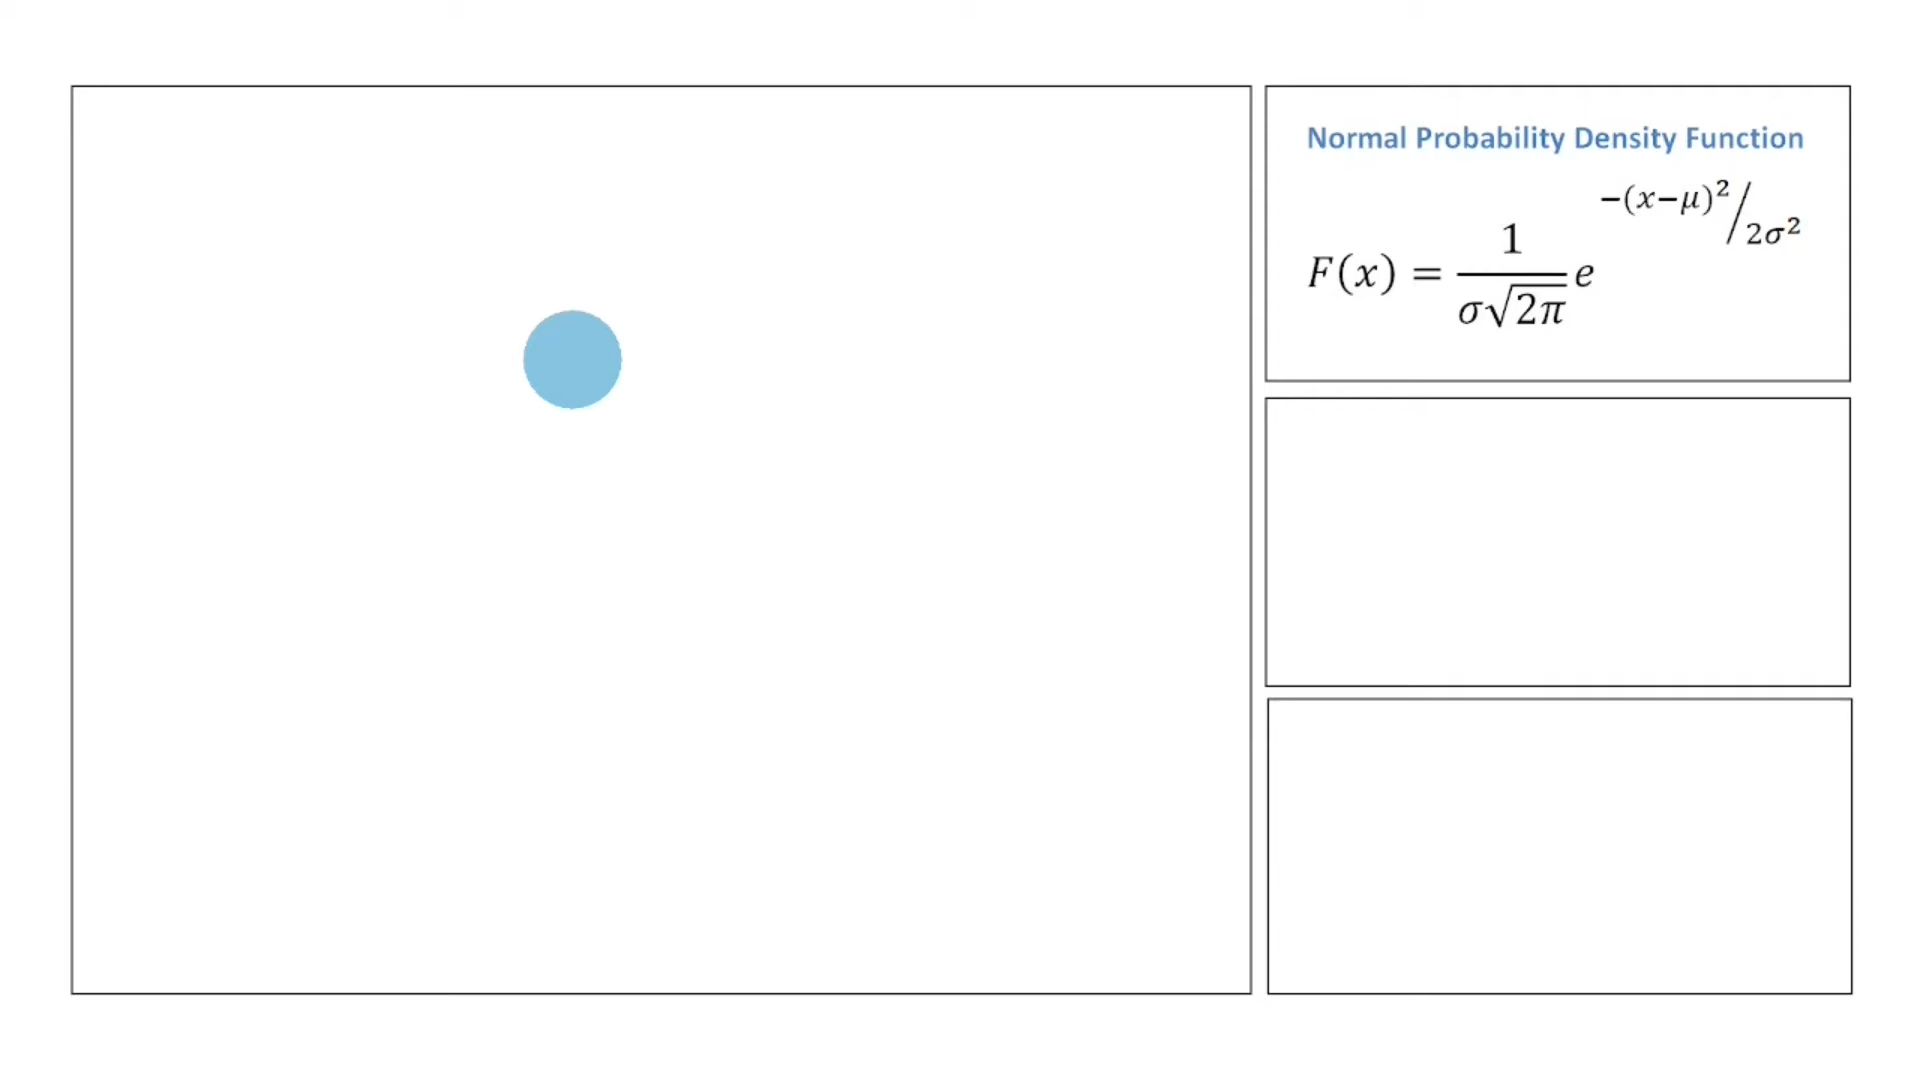 Normal Probability Density Function
F(x) = 1/(σ√2π) e^(−(x−μ)²/2σ²)